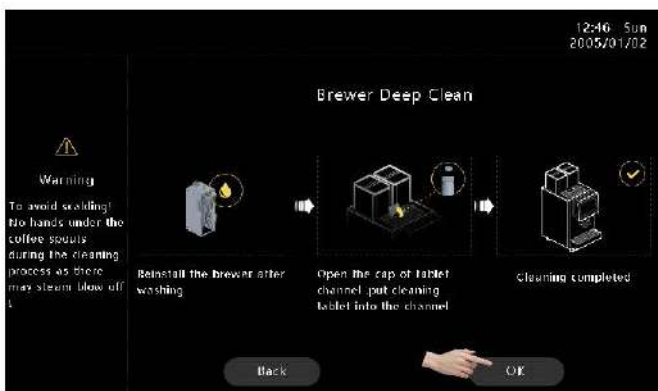 12:46 Sun
2005/01/02
Brewer Deep Clean
Warning
To avoid scalding!
No hands under the
coffee spouts
during the cleaning
process as there
may steam blow off
!
Reinstall the brewer after
washing
Open the cap of tablet
channel ,put cleaning
tablet into the channel
Cleaning completed
Back
OK